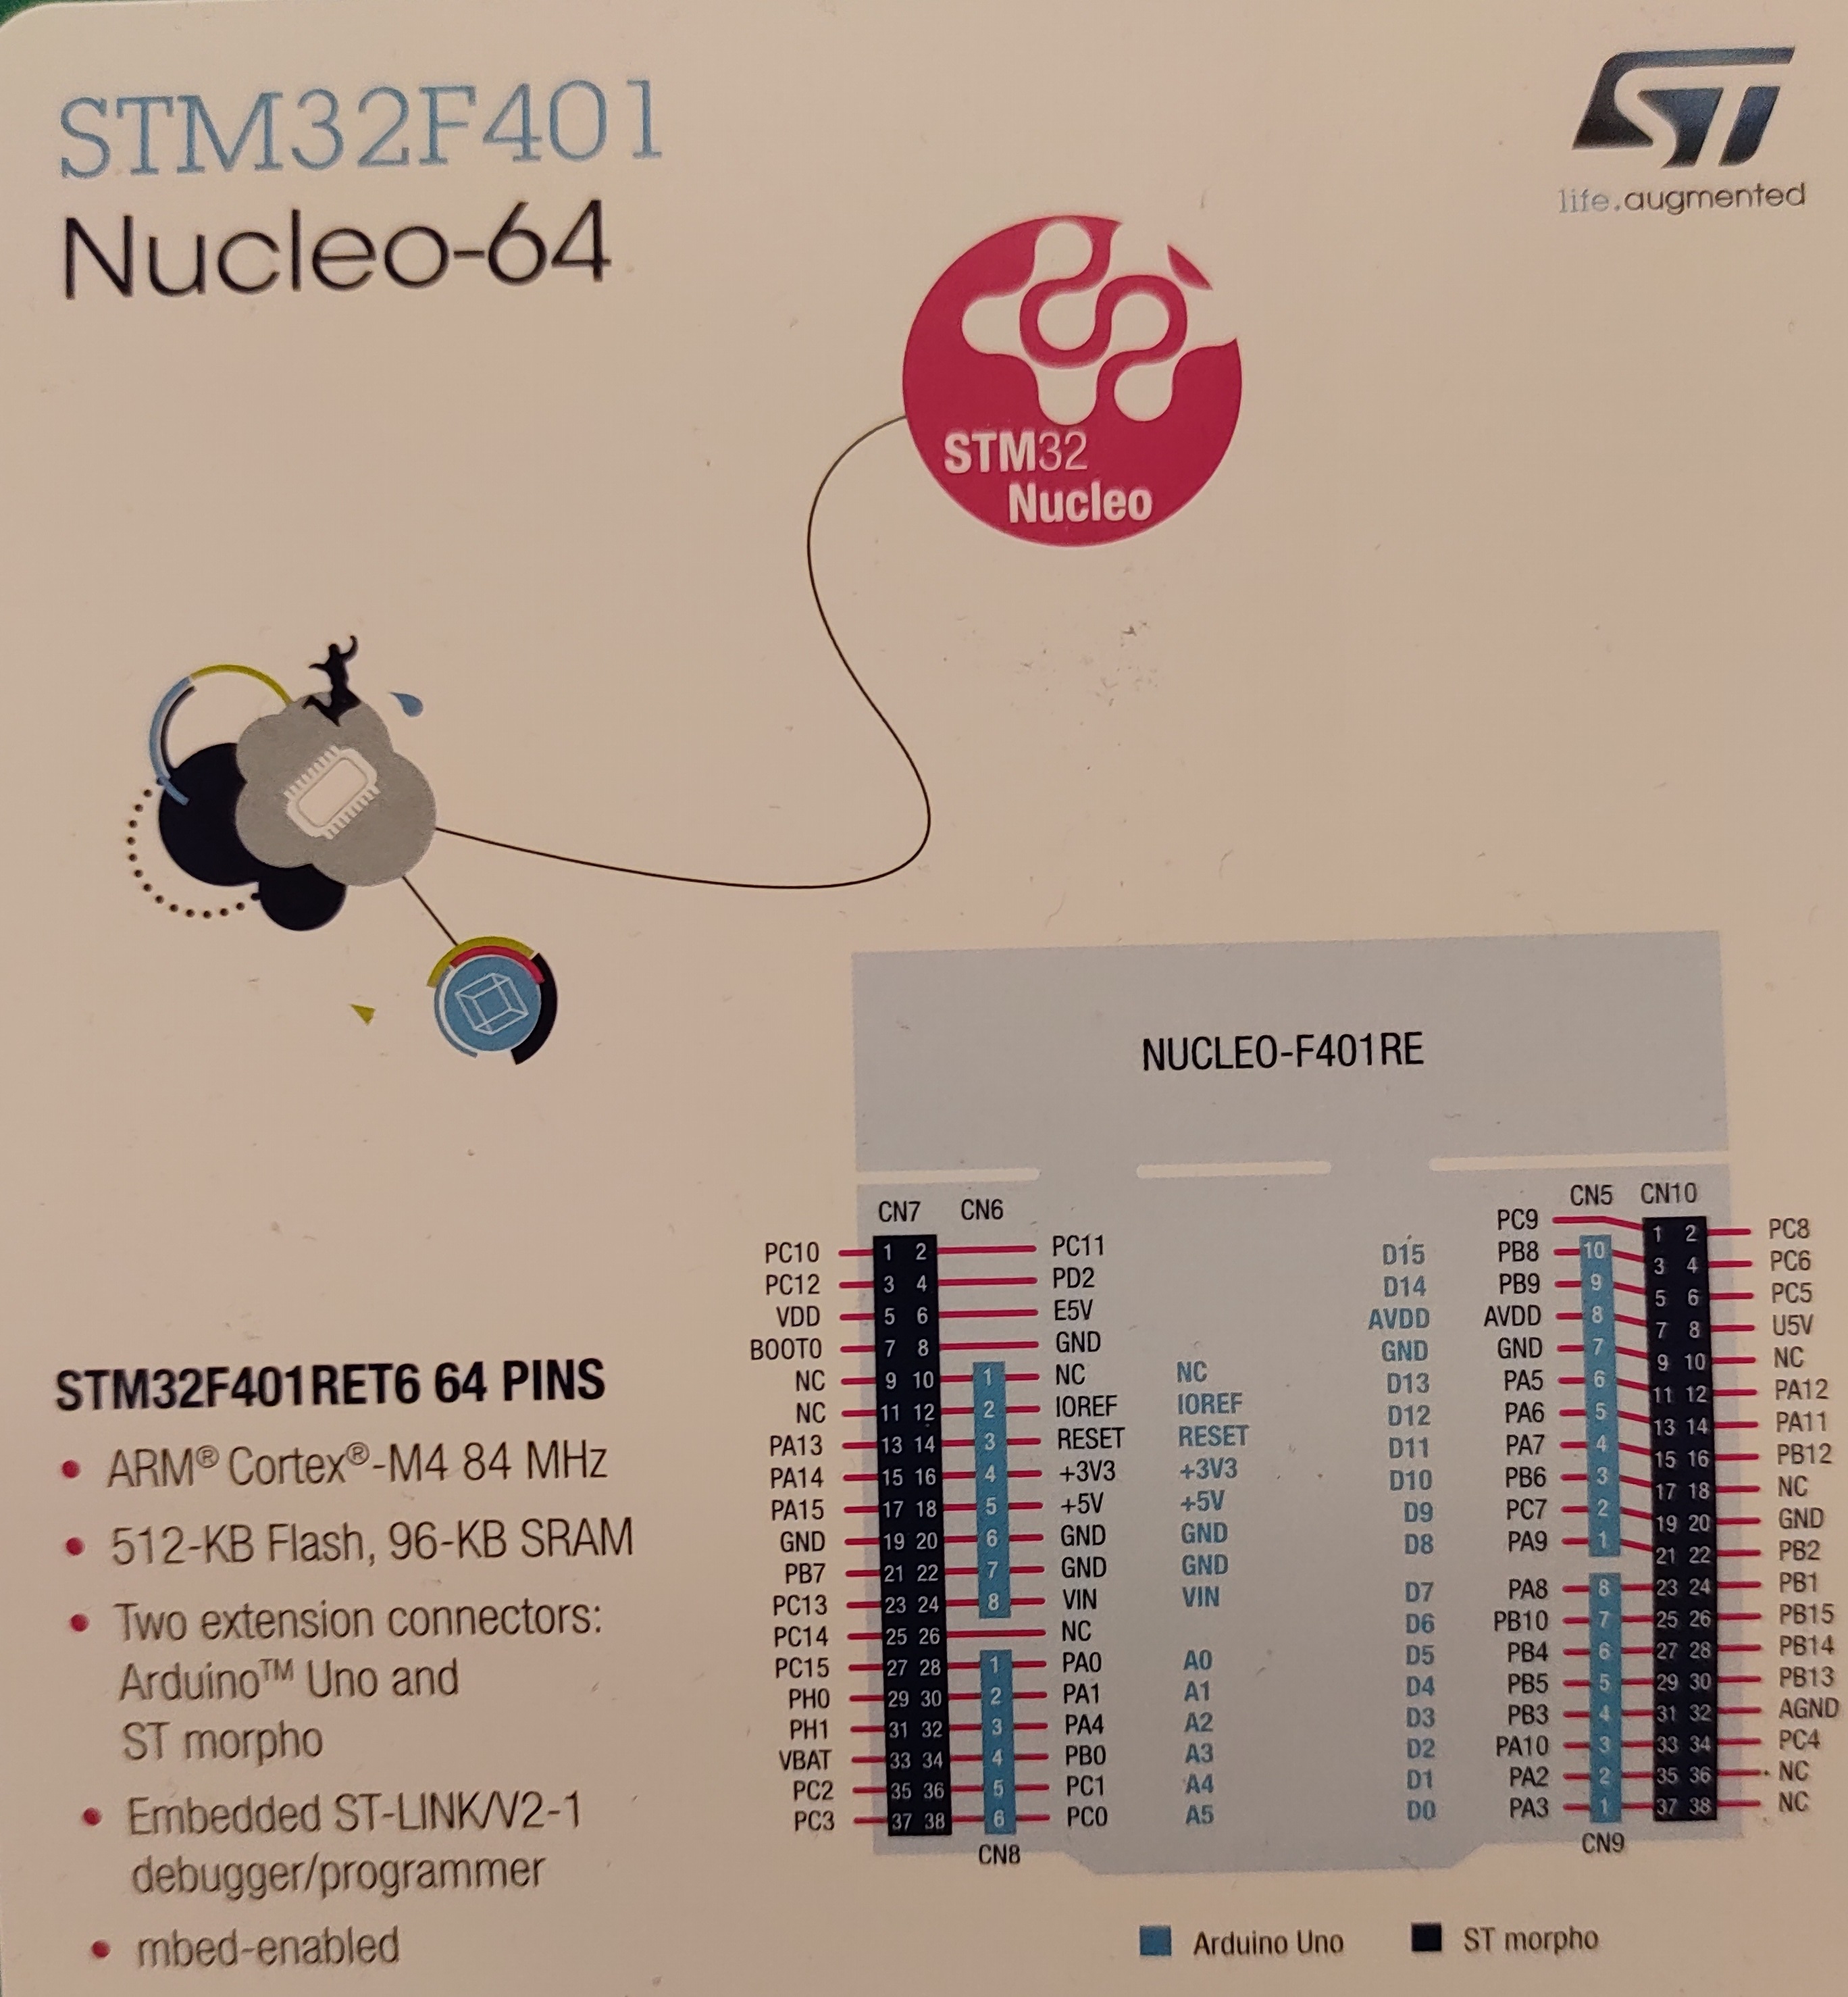 STM32F401
Nucleo-64
ST
life.augmented
STM32
Nucleo
STM32F401RET6 64 PINS
• ARM® Cortex®-M4 84 MHz
• 512-KB Flash, 96-KB SRAM
• Two extension connectors:
Arduino™ Uno and
ST morpho
• Embedded ST-LINK/V2-1
debugger/programmer
• mbed-enabled
NUCLEO-F401RE
CN7 CN6
PC10 1 2 PC11
PC12 3 4 PD2
VDD 5 6 E5V
BOOT0 7 8 GND
NC 9 10 1 NC NC
NC 11 12 2 IOREF IOREF
PA13 13 14 3 RESET RESET
PA14 15 16 4 +3V3 +3V3
PA15 17 18 5 +5V +5V
GND 19 20 6 GND GND
PB7 21 22 7 GND GND
PC13 23 24 8 VIN VIN
PC14 25 26 NC
PC15 27 28 1 PA0 A0
PH0 29 30 2 PA1 A1
PH1 31 32 3 PA4 A2
VBAT 33 34 4 PB0 A3
PC2 35 36 5 PC1 A4
PC3 37 38 6 PC0 A5
CN8
CN5 CN10
PC9 1 2 PC8
D15 PB8 10 3 4 PC6
D14 PB9 9 5 6 PC5
AVDD AVDD 8 7 8 U5V
GND GND 7 9 10 NC
D13 PA5 6 11 12 PA12
D12 PA6 5 13 14 PA11
D11 PA7 4 15 16 PB12
D10 PB6 3 17 18 NC
D9 PC7 2 19 20 GND
D8 PA9 1 21 22 PB2
D7 PA8 8 23 24 PB1
D6 PB10 7 25 26 PB15
D5 PB4 6 27 28 PB14
D4 PB5 5 29 30 PB13
D3 PB3 4 31 32 AGND
D2 PA10 3 33 34 PC4
D1 PA2 2 35 36 NC
D0 PA3 1 37 38 NC
CN9
Arduino Uno
ST morpho